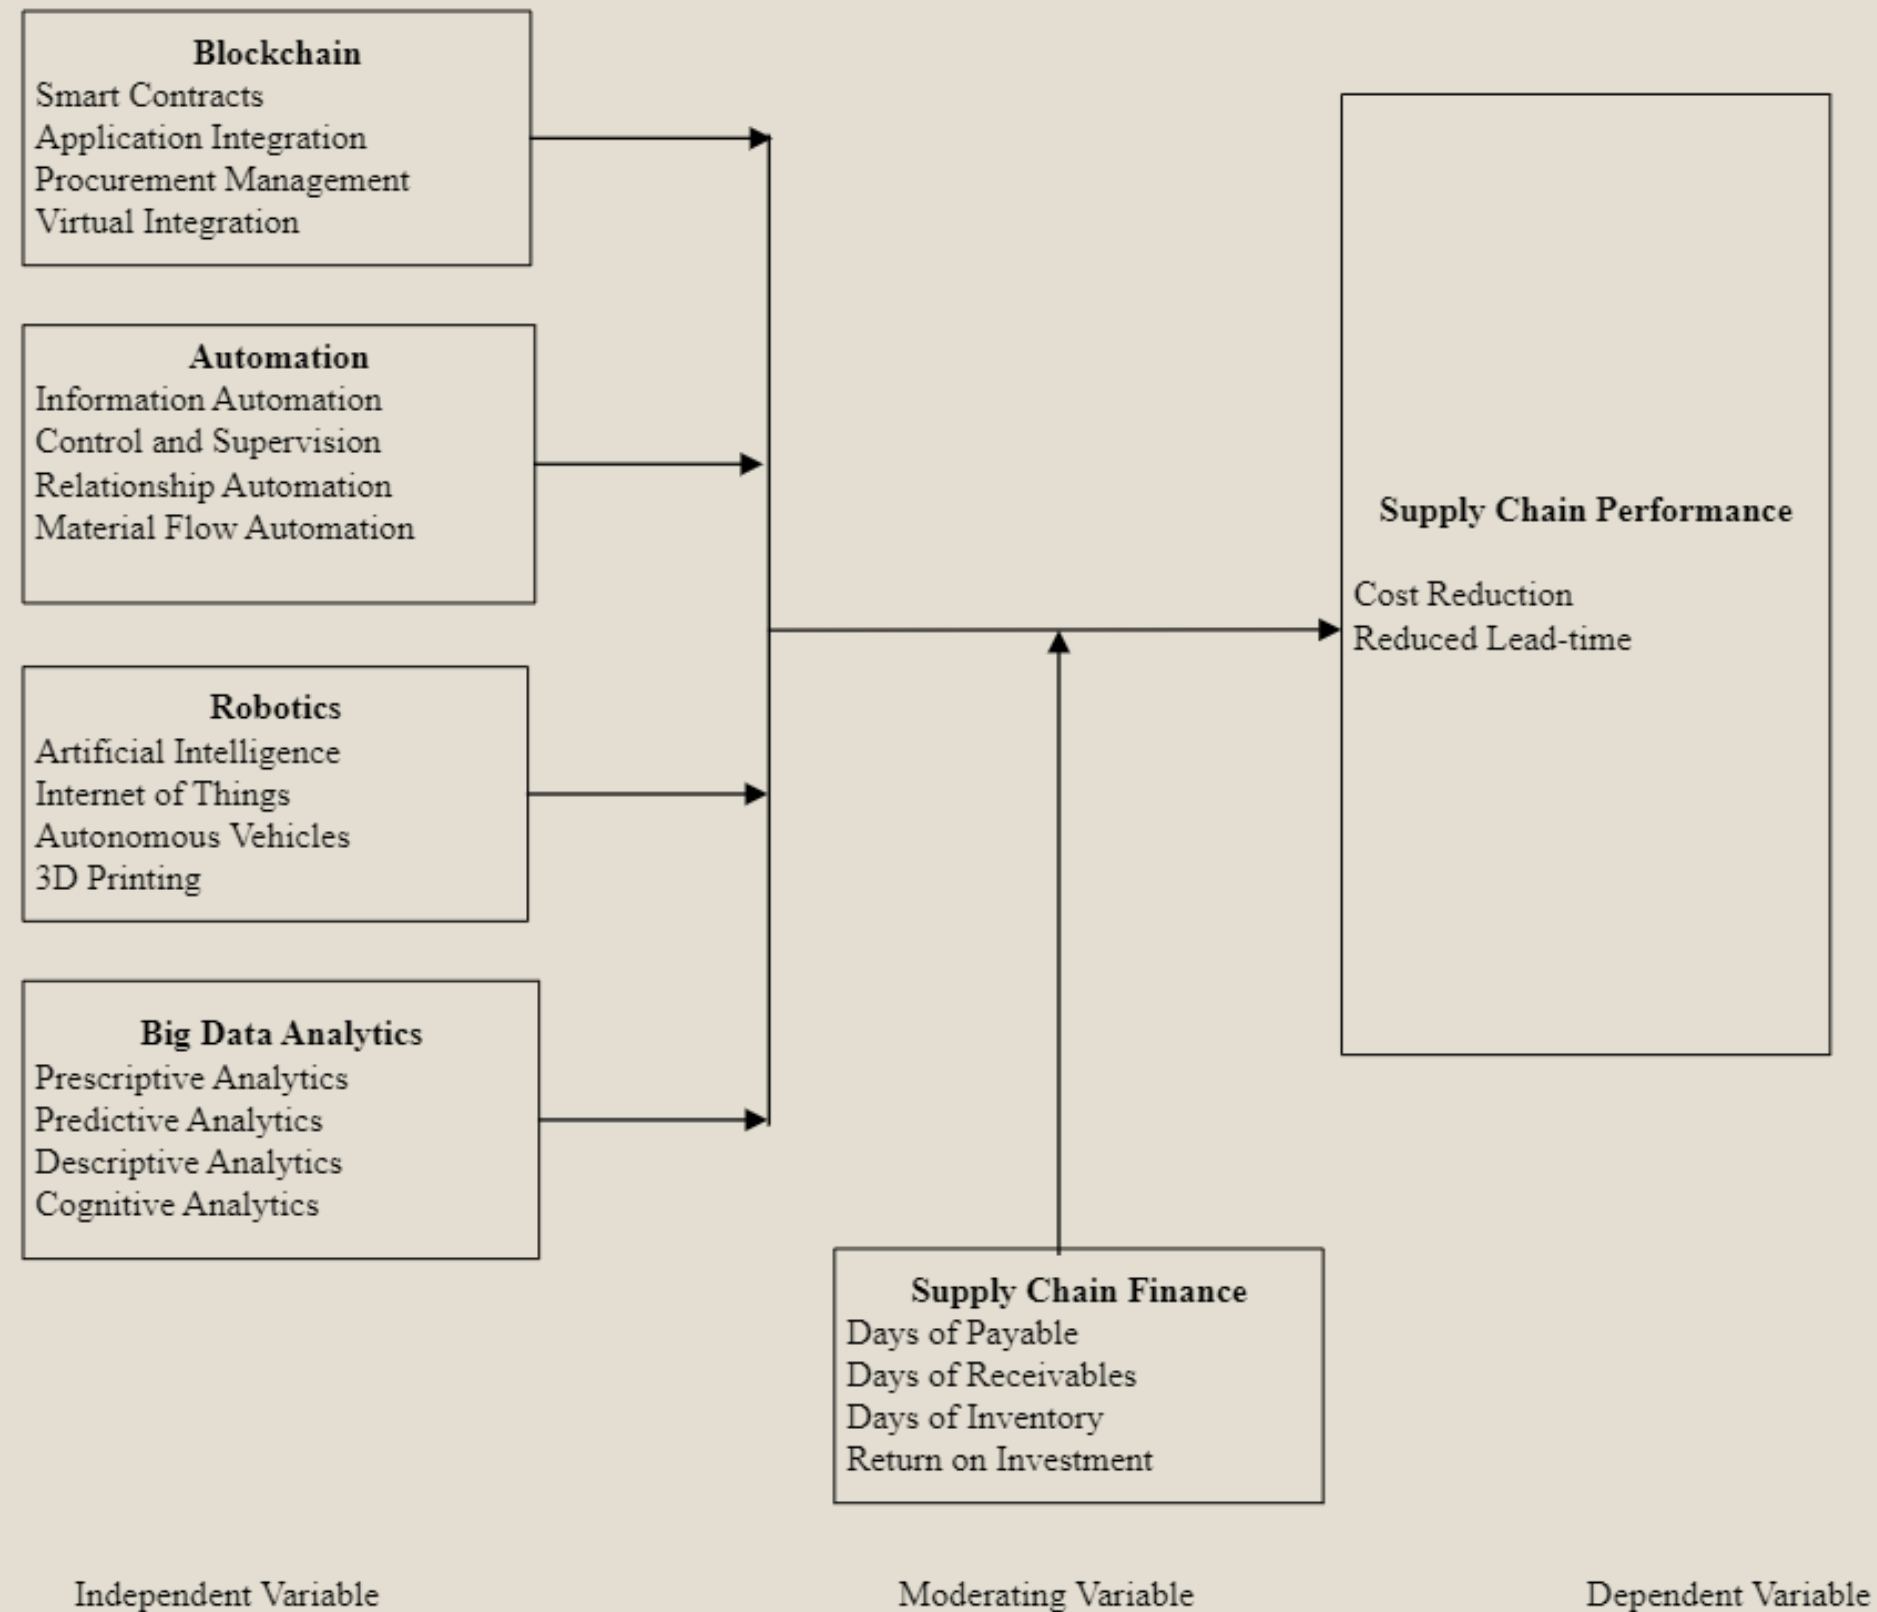 Blockchain
Smart Contracts
Application Integration
Procurement Management
Virtual Integration
Automation
Information Automation
Control and Supervision
Relationship Automation
Material Flow Automation
Robotics
Artificial Intelligence
Internet of Things
Autonomous Vehicles
3D Printing
Big Data Analytics
Prescriptive Analytics
Predictive Analytics
Descriptive Analytics
Cognitive Analytics
Supply Chain Performance
Cost Reduction
Reduced Lead-time
Supply Chain Finance
Days of Payable
Days of Receivables
Days of Inventory
Return on Investment
Independent Variable
Moderating Variable
Dependent Variable